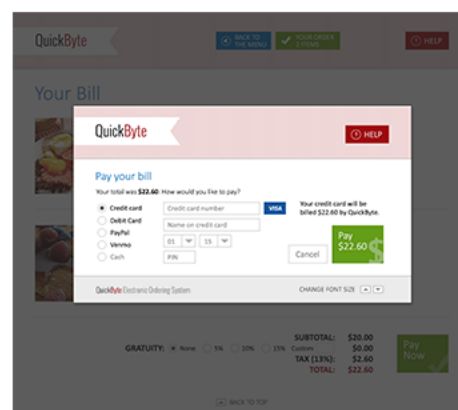 QuickByte
BACK TO
THE MENU
YOUR ORDER
2 ITEMS
HELP
Your Bill
QuickByte
HELP
Pay your bill
Your total was $22.60. How would you like to pay?
Credit card
Debit Card
PayPal
Venmo
Cash
Credit card number
VISA
Name on credit card
01
15
PIN
Your credit card will be
billed $22.60 by QuickByte.
Cancel
Pay
$22.60
$
QuickByte Electronic Ordering System
CHANGE FONT SIZE
SUBTOTAL: $20.00
GRATUITY: None 5% 10% 15% Custom $0.00
TAX (13%): $2.60
TOTAL: $22.60
Pay
Now
BACK TO TOP